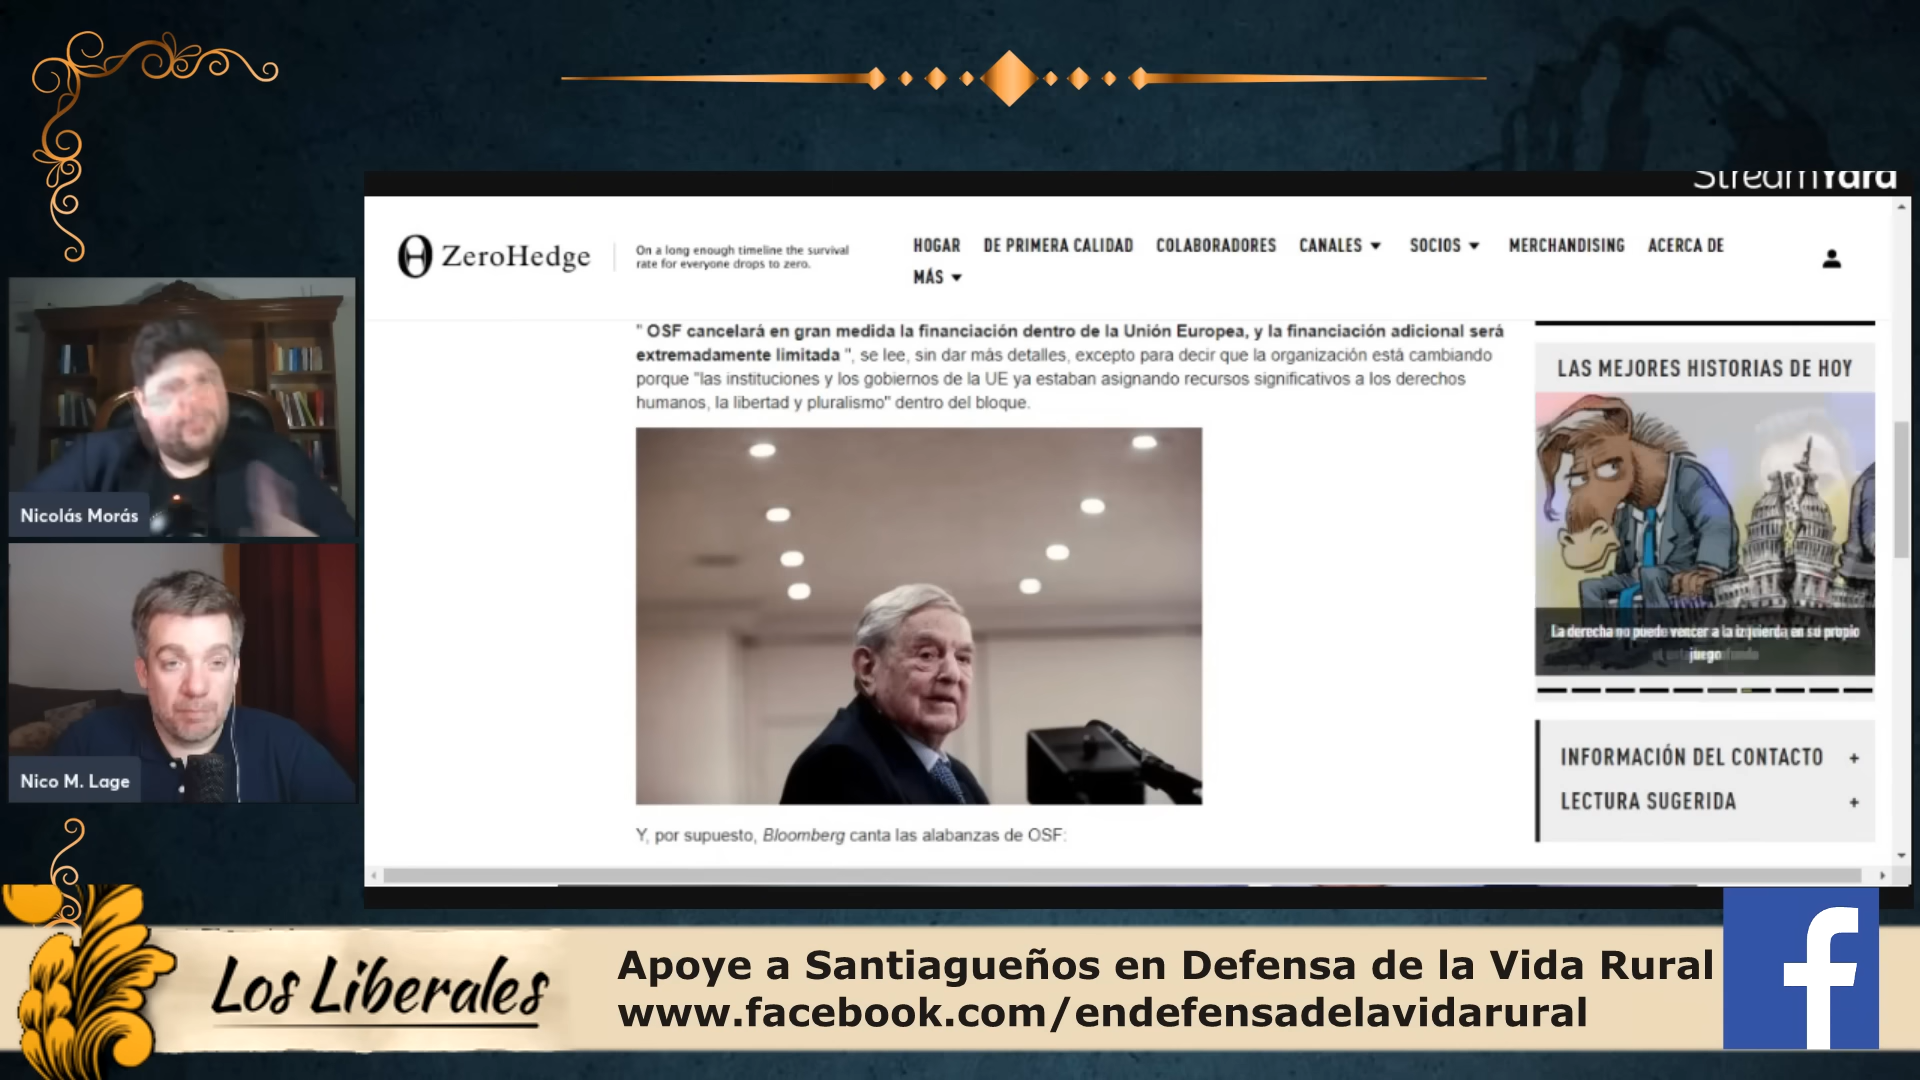 StreamYard
ZeroHedge
On a long enough timeline the survival
rate for everyone drops to zero.
HOGAR DE PRIMERA CALIDAD COLABORADORES CANALES SOCIOS MERCHANDISING ACERCA DE
MÁS
" OSF cancelará en gran medida la financiación dentro de la Unión Europea, y la financiación adicional será
extremadamente limitada ", se lee, sin dar más detalles, excepto para decir que la organización está cambiando
porque "las instituciones y los gobiernos de la UE ya estaban asignando recursos significativos a los derechos
humanos, la libertad y pluralismo" dentro del bloque.
Y, por supuesto, Bloomberg canta las alabanzas de OSF:
LAS MEJORES HISTORIAS DE HOY
La derecha no puede vencer a la izquierda en su propio
juego
INFORMACIÓN DEL CONTACTO +
LECTURA SUGERIDA +
Nicolás Morás
Nico M. Lage
Los Liberales
Apoye a Santiagueños en Defensa de la Vida Rural
www.facebook.com/endefensadelavidarural